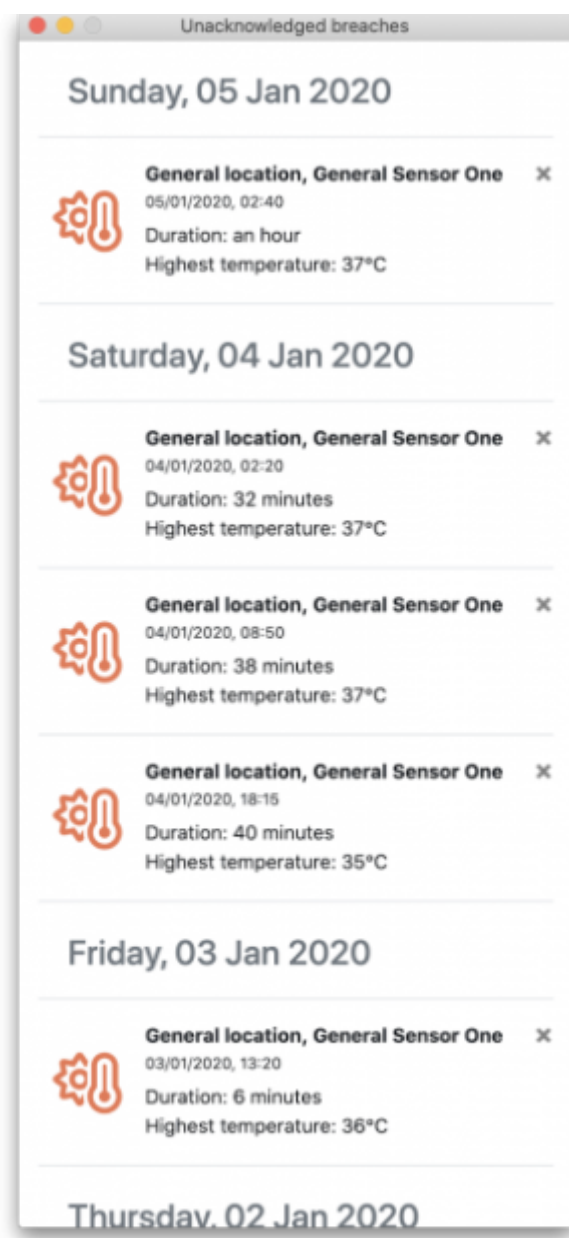 Unacknowledged breaches
Sunday, 05 Jan 2020
General location, General Sensor One
05/01/2020, 02:40
Duration: an hour
Highest temperature: 37°C
Saturday, 04 Jan 2020
General location, General Sensor One
04/01/2020, 02:20
Duration: 32 minutes
Highest temperature: 37°C
General location, General Sensor One
04/01/2020, 08:50
Duration: 38 minutes
Highest temperature: 37°C
General location, General Sensor One
04/01/2020, 18:15
Duration: 40 minutes
Highest temperature: 35°C
Friday, 03 Jan 2020
General location, General Sensor One
03/01/2020, 13:20
Duration: 6 minutes
Highest temperature: 36°C
Thursday, 02 Jan 2020